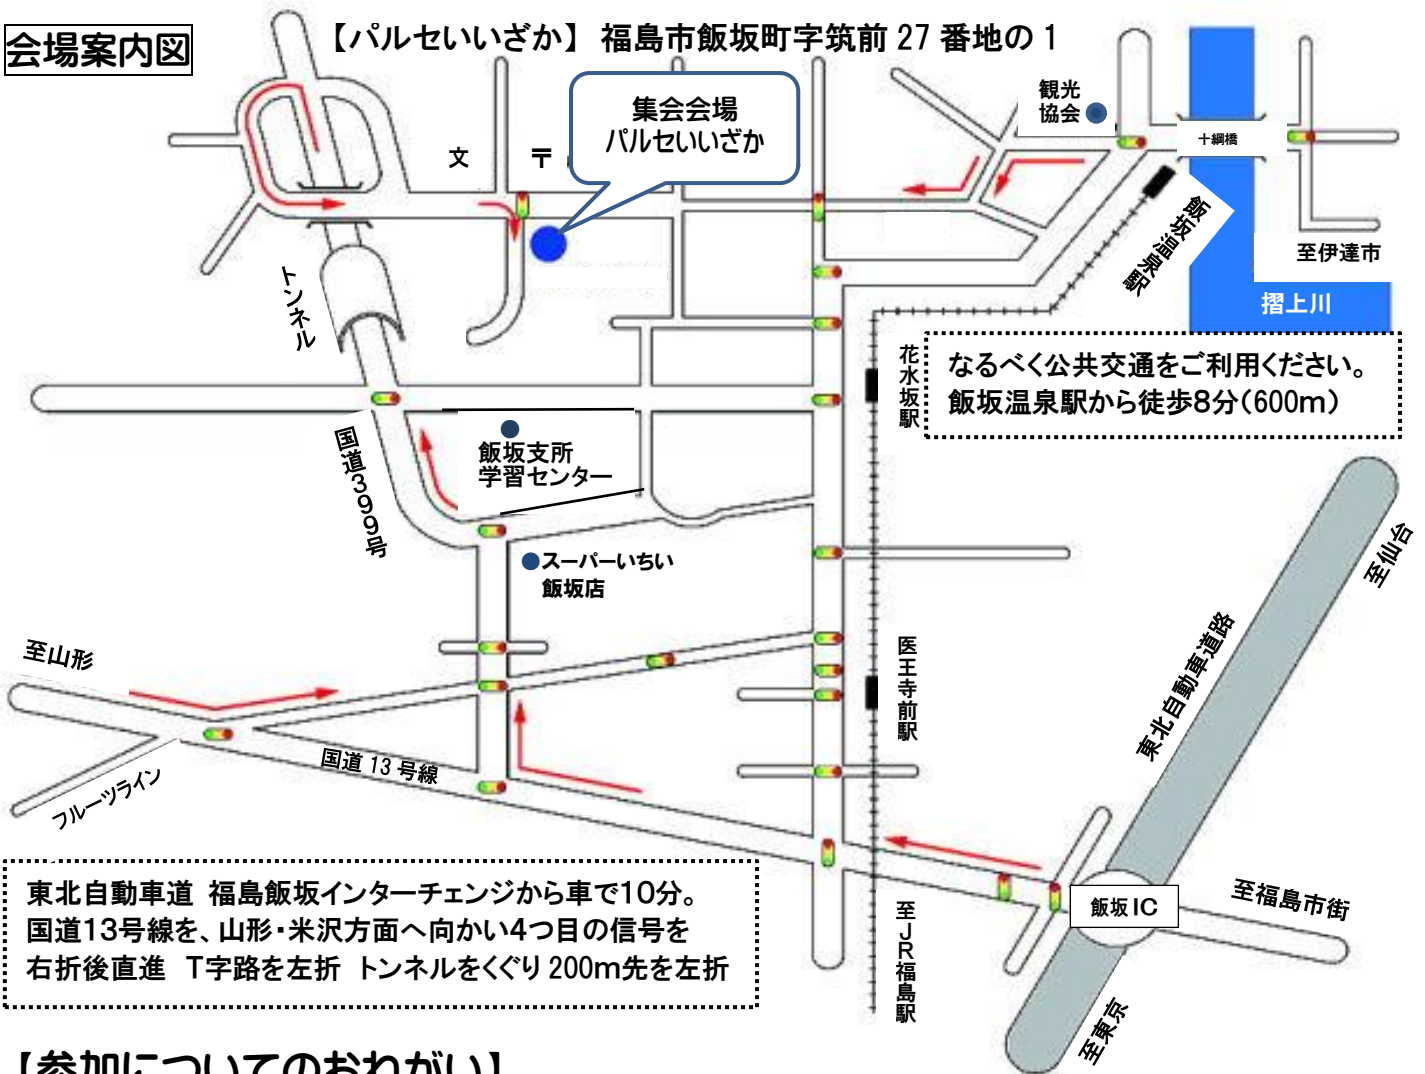 会場案内図
【パルセいいざか】 福島市飯坂町字筑前 27 番地の 1
集会会場
パルセいいざか
文
〒
観光
協会
十綱橋
飯坂温泉駅
至伊達市
摺上川
トンネル
花水坂駅
なるべく公共交通をご利用ください。
飯坂温泉駅から徒歩8分(600m)
国道399号
飯坂支所
学習センター
スーパーいちい
飯坂店
至仙台
東北自動車道路
至山形
医王寺前駅
国道 13 号線
フルーツライン
東北自動車道 福島飯坂インターチェンジから車で10分。
国道13号線を、山形・米沢方面へ向かい4つ目の信号を
右折後直進 T字路を左折 トンネルをくぐり 200m先を左折
至JR福島駅
飯坂 IC
至福島市街
至東京
【参加についてのおねがい】